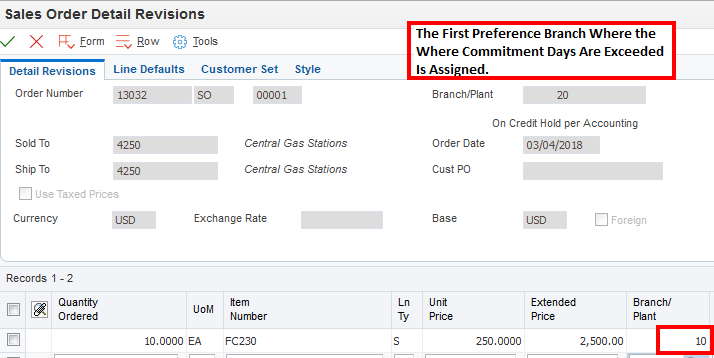 Sales Order Detail Revisions
Form Row Tools
The First Preference Branch Where the
Where Commitment Days Are Exceeded
Is Assigned.
Detail Revisions Line Defaults Customer Set Style
Order Number 13032 SO 00001 Branch/Plant 20
On Credit Hold per Accounting
Sold To 4250 Central Gas Stations Order Date 03/04/2018
Ship To 4250 Central Gas Stations Cust PO
Use Taxed Prices
Currency USD Exchange Rate Base USD Foreign
Records 1 - 2
Quantity Ordered UoM Item Number Ln Ty Unit Price Extended Price Branch/ Plant
10.0000 EA FC230 S 250.0000 2,500.00 10